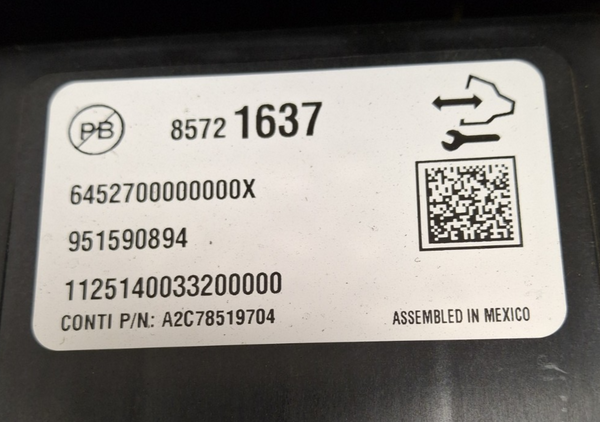 PB
8572 1637
6452700000000X
951590894
1125140033200000
CONTI P/N.: A2C78519704
ASSEMBLED IN MEXICO